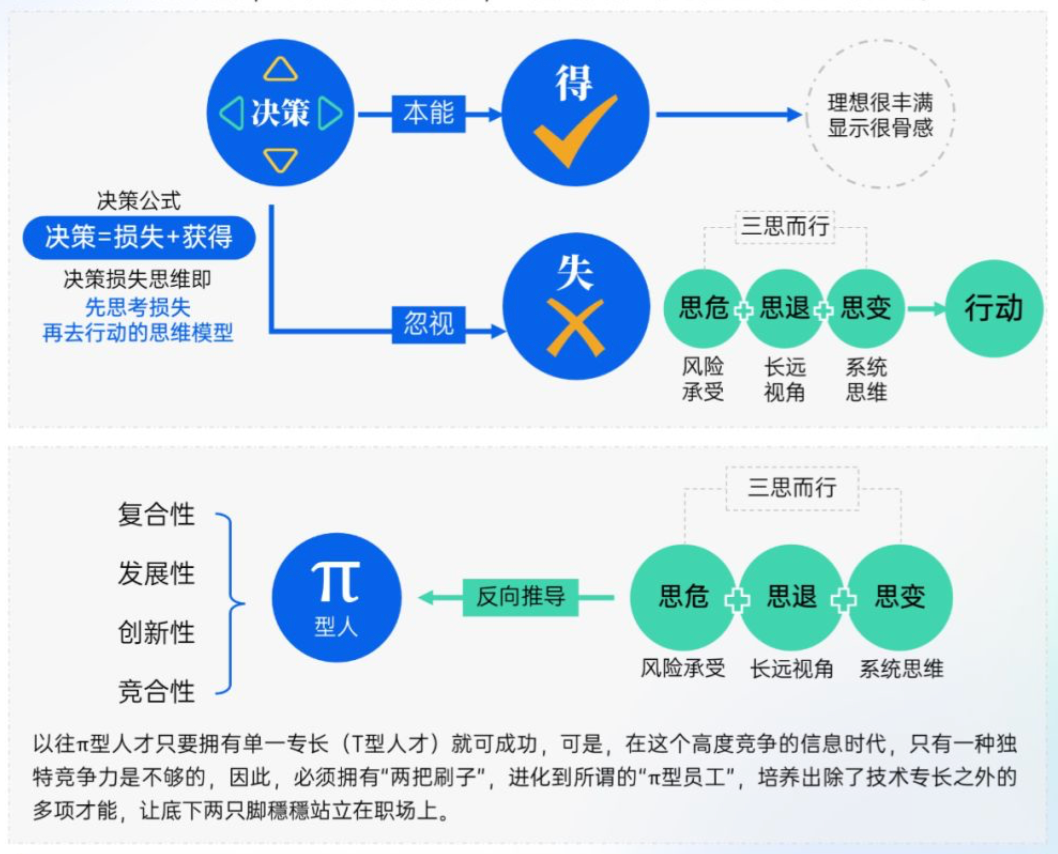 决策
本能
得
理想很丰满
显示很骨感
决策公式
决策=损失+获得
决策损失思维即
先思考损失
再去行动的思维模型
忽视
失
三思而行
思危
思退
思变
行动
风险
承受
长远
视角
系统
思维
复合性
发展性
创新性
竞合性
π
型人
反向推导
三思而行
思危
思退
思变
风险承受
长远视角
系统思维
以往π型人才只要拥有单一专长（T型人才）就可成功，可是，在这个高度竞争的信息时代，只有一种独
特竞争力是不够的，因此，必须拥有“两把刷子”，进化到所谓的“π型员工”，培养出除了技术专长之外的
多项才能，让底下两只脚穩穩站立在职场上。